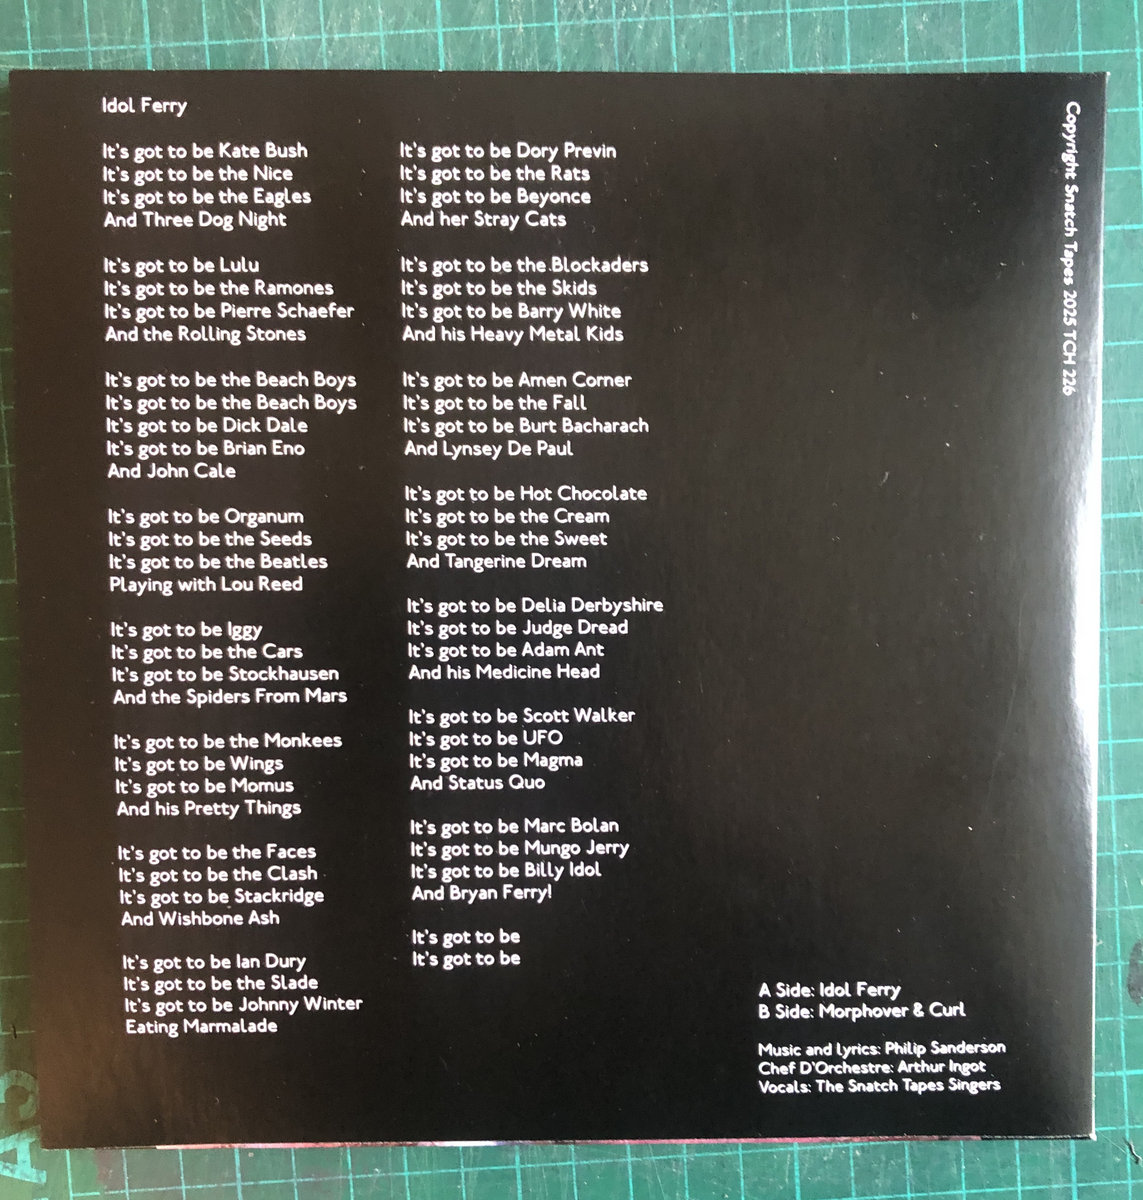 Idol Ferry
It's got to be Kate Bush
It's got to be the Nice
It's got to be the Eagles
And Three Dog Night
It's got to be Lulu
It's got to be the Ramones
It's got to be Pierre Schaefer
And the Rolling Stones
It's got to be the Beach Boys
It's got to be the Beach Boys
It's got to be Dick Dale
It's got to be Brian Eno
And John Cale
It's got to be Organum
It's got to be the Seeds
It's got to be the Beatles
Playing with Lou Reed
It's got to be Iggy
It's got to be the Cars
It's got to be Stockhausen
And the Spiders From Mars
It's got to be the Monkees
It's got to be Wings
It's got to be Momus
And his Pretty Things
It's got to be the Faces
It's got to be the Clash
It's got to be Stackridge
And Wishbone Ash
It's got to be Ian Dury
It's got to be the Slade
It's got to be Johnny Winter
Eating Marmalade
It's got to be Dory Previn
It's got to be the Rats
It's got to be Beyonce
And her Stray Cats
It's got to be the Blockaders
It's got to be the Skids
It's got to be Barry White
And his Heavy Metal Kids
It's got to be Amen Corner
It's got to be the Fall
It's got to be Burt Bacharach
And Lynsey De Paul
It's got to be Hot Chocolate
It's got to be the Cream
It's got to be the Sweet
And Tangerine Dream
It's got to be Delia Derbyshire
It's got to be Judge Dread
It's got to be Adam Ant
And his Medicine Head
It's got to be Scott Walker
It's got to be UFO
It's got to be Magma
And Status Quo
It's got to be Marc Bolan
It's got to be Mungo Jerry
It's got to be Billy Idol
And Bryan Ferry!
It's got to be
It's got to be
Copyright Snatch Tapes 2025 TCH 226
A Side: Idol Ferry
B Side: Morphover & Curl
Music and lyrics: Philip Sanderson
Chef D'Orchestre: Arthur Ingot
Vocals: The Snatch Tapes Singers